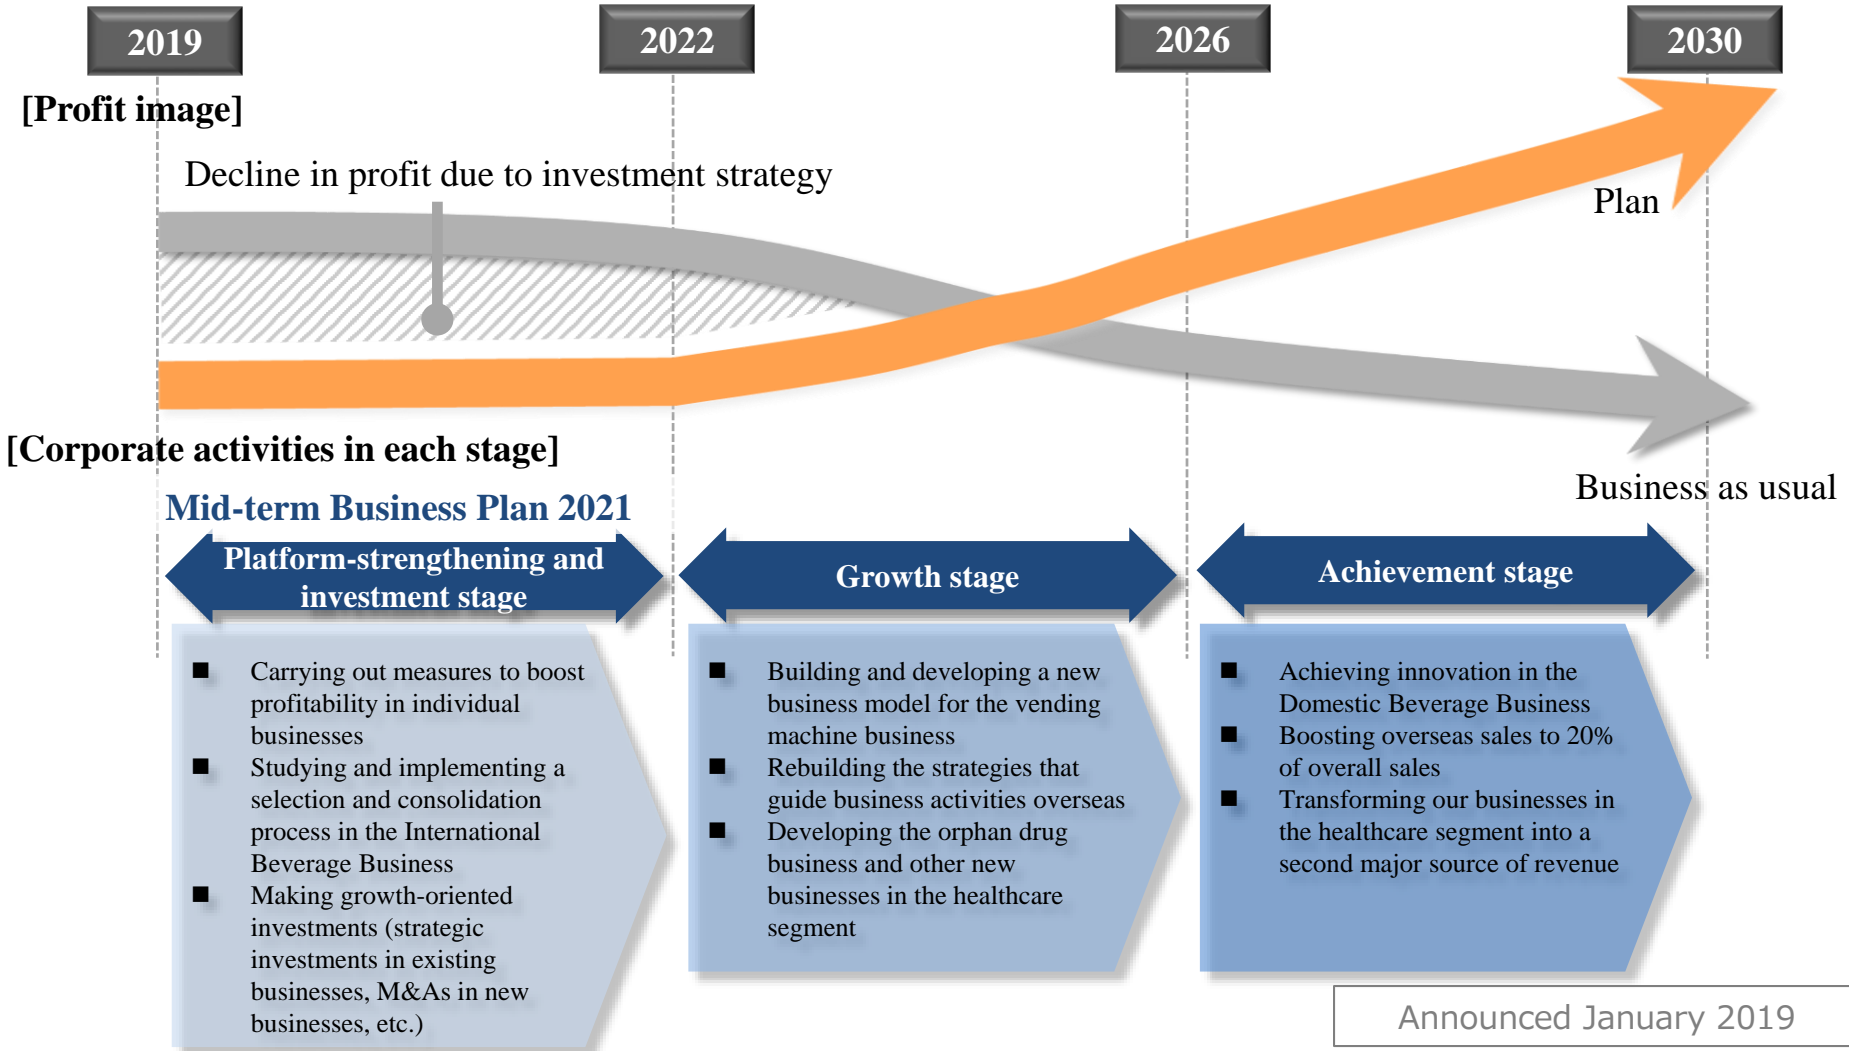 2019
2022
2026
2030
[Profit image]
Decline in profit due to investment strategy
Plan
Business as usual
[Corporate activities in each stage]
Mid-term Business Plan 2021
Platform-strengthening and
investment stage
■ Carrying out measures to boost
profitability in individual
businesses
■ Studying and implementing a
selection and consolidation
process in the International
Beverage Business
■ Making growth-oriented
investments (strategic
investments in existing
businesses, M&As in new
businesses, etc.)
Growth stage
■ Building and developing a new
business model for the vending
machine business
■ Rebuilding the strategies that
guide business activities overseas
■ Developing the orphan drug
business and other new
businesses in the healthcare
segment
Achievement stage
■ Achieving innovation in the
Domestic Beverage Business
■ Boosting overseas sales to 20%
of overall sales
■ Transforming our businesses in
the healthcare segment into a
second major source of revenue
Announced January 2019